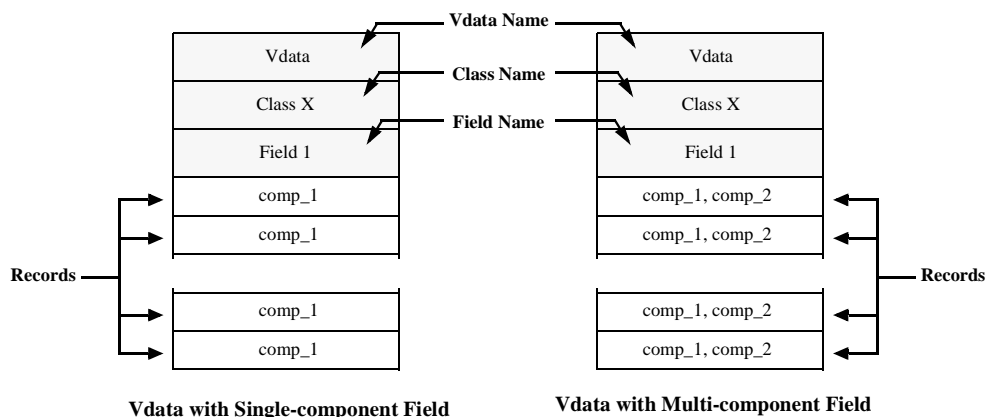 Vdata Name
Vdata
Vdata
Class Name
Class X
Class X
Field Name
Field 1
Field 1
comp_1
comp_1, comp_2
comp_1
comp_1, comp_2
Records
Records
comp_1
comp_1, comp_2
comp_1
comp_1, comp_2
Vdata with Single-component Field
Vdata with Multi-component Field